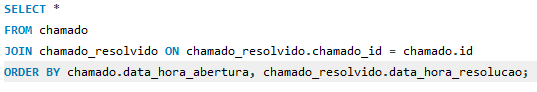 SELECT *
FROM chamado
JOIN chamado_resolvido ON chamado_resolvido.chamado_id = chamado.id
ORDER BY chamado.data_hora_abertura, chamado_resolvido.data_hora_resolucao;